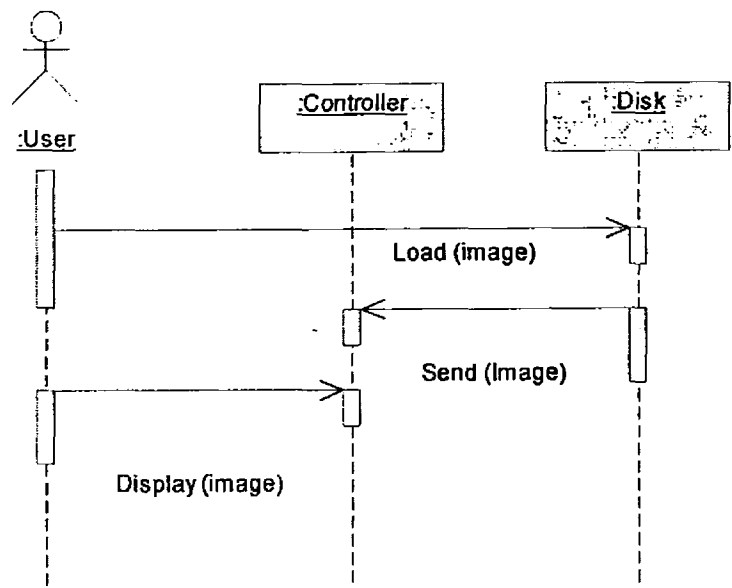 :Controller
:Disk
:User
Load (image)
Send (Image)
Display (image)